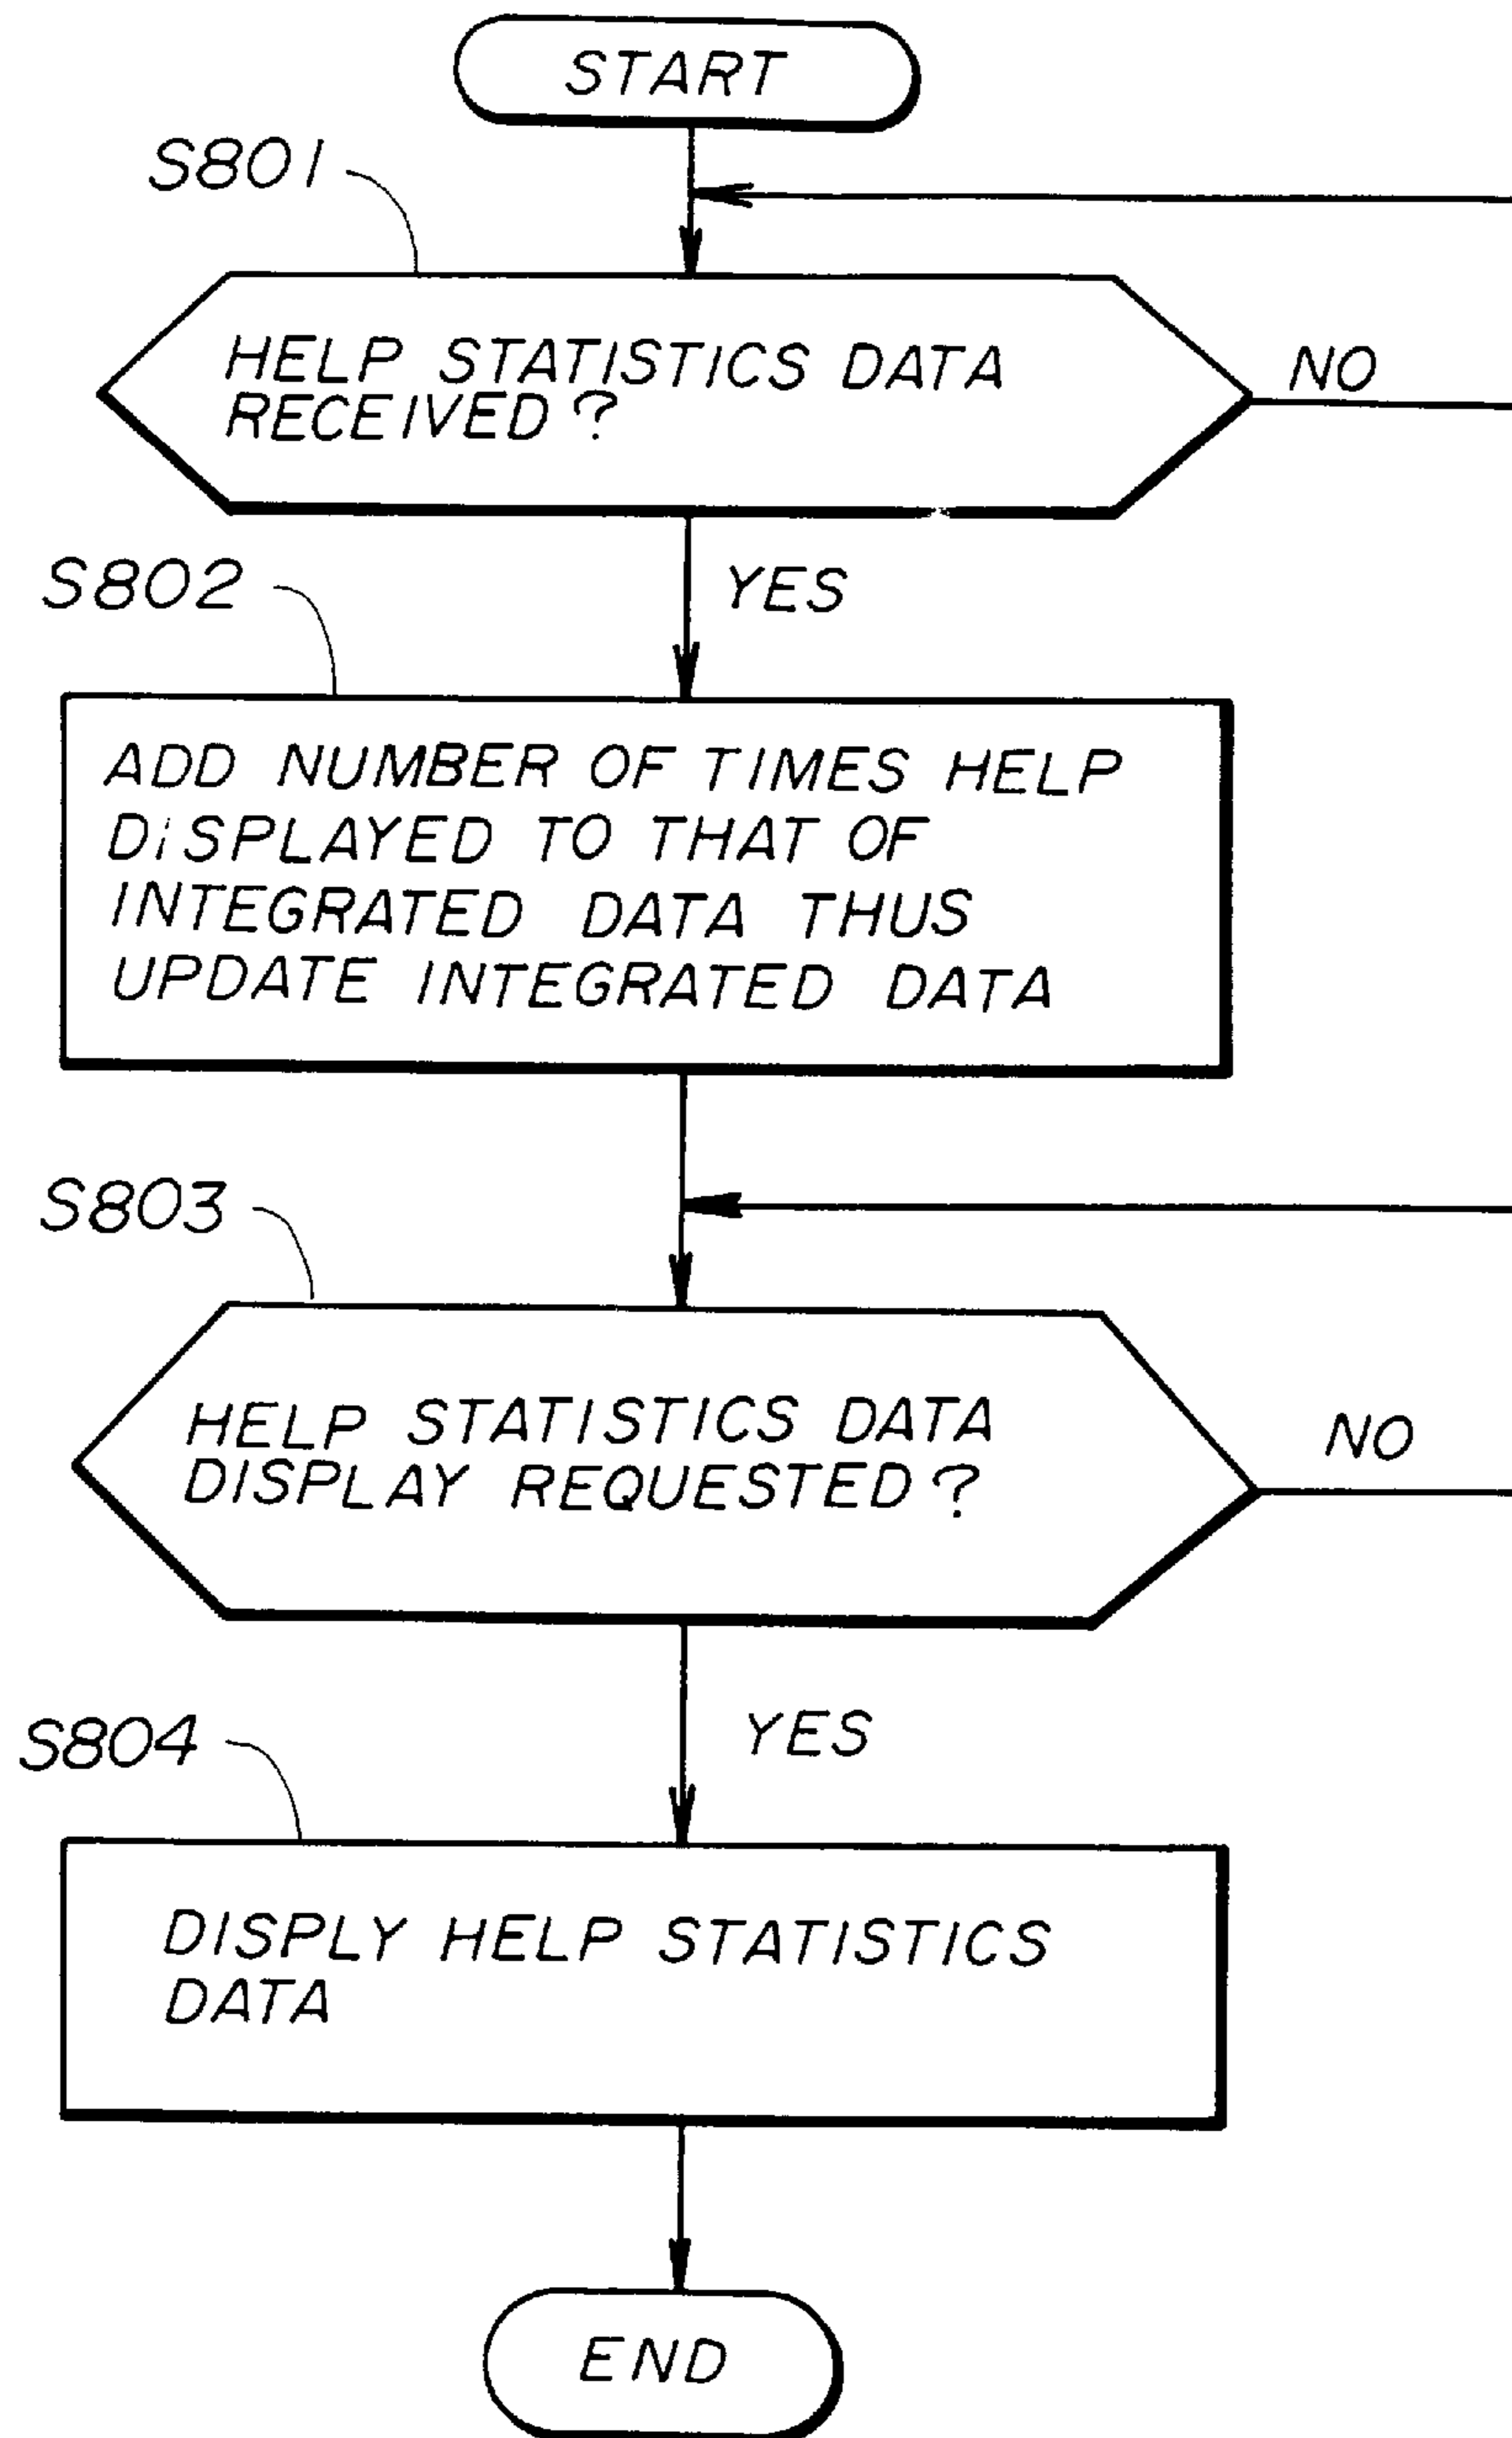 START
S801
HELP STATISTICS DATA
RECEIVED?
NO
YES
S802
ADD NUMBER OF TIMES HELP
DISPLAYED TO THAT OF
INTEGRATED DATA THUS
UPDATE INTEGRATED DATA
S803
HELP STATISTICS DATA
DISPLAY REQUESTED?
NO
YES
S804
DISPLY HELP STATISTICS
DATA
END